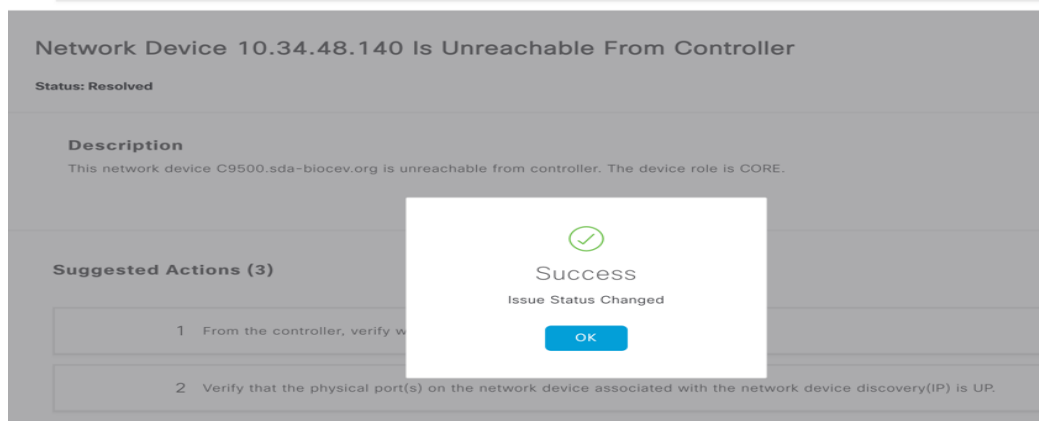 Network Device 10.34.48.140 Is Unreachable From Controller
Status: Resolved
Description
This network device C9500.sda-biocev.org is unreachable from controller. The device role is CORE.
Success
Issue Status Changed
OK
Suggested Actions (3)
1 From the controller, verify w
2 Verify that the physical port(s) on the network device associated with the network device discovery(IP) is UP.